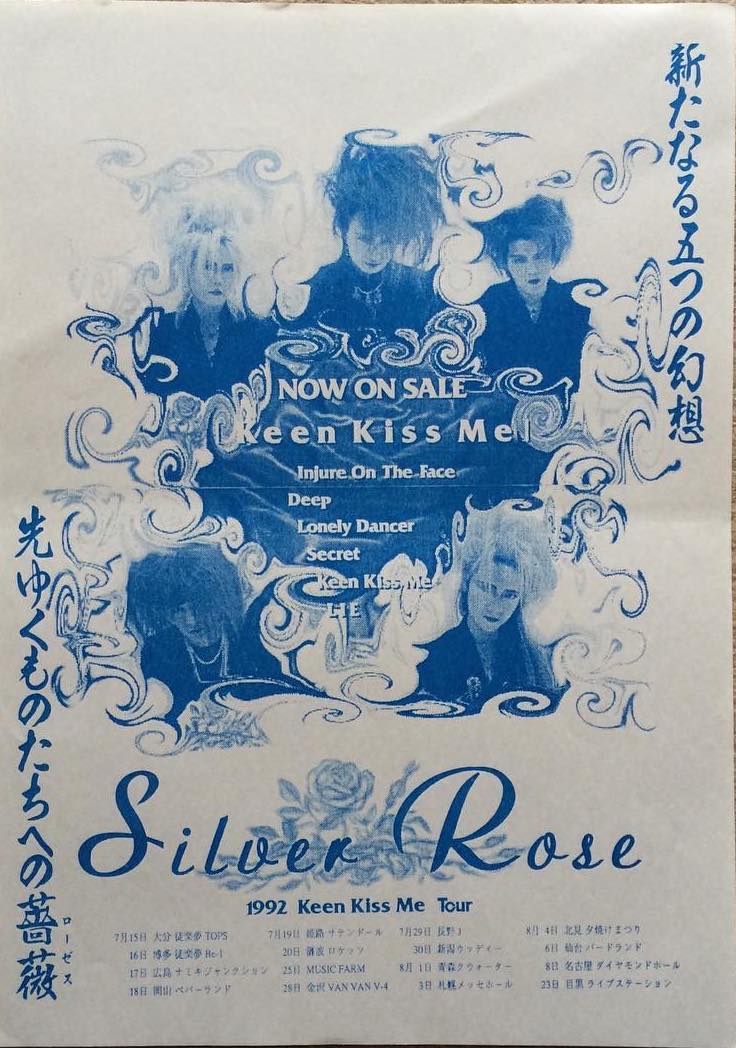 新たなる五つの幻想
NOW ON SALE
Keen Kiss Me
Injure On The Face
Deep
Lonely Dancer
Secret
Keen Kiss Me
LIE
先ゆくものたちへの薔薇
ローゼス
Silver Rose
1992 Keen Kiss Me Tour
7月15日 大分 徒楽夢 TOPS
16日 博多 徒楽夢 Be-1
17日 広島 ナミキジャンクション
18日 岡山 ペパーランド
7月19日 姫路 サテンドール
20日 難波 ロケッツ
25日 MUSIC FARM
28日 金沢 VAN VAN V-4
7月29日 長野 J
30日 新潟 ウッディー
8月 1日 青森 クウォーター
3日 札幌 メッセホール
8月 4日 北見 夕焼けまつり
6日 仙台 バードランド
8日 名古屋 ダイヤモンドホール
23日 目黒 ライブステーション